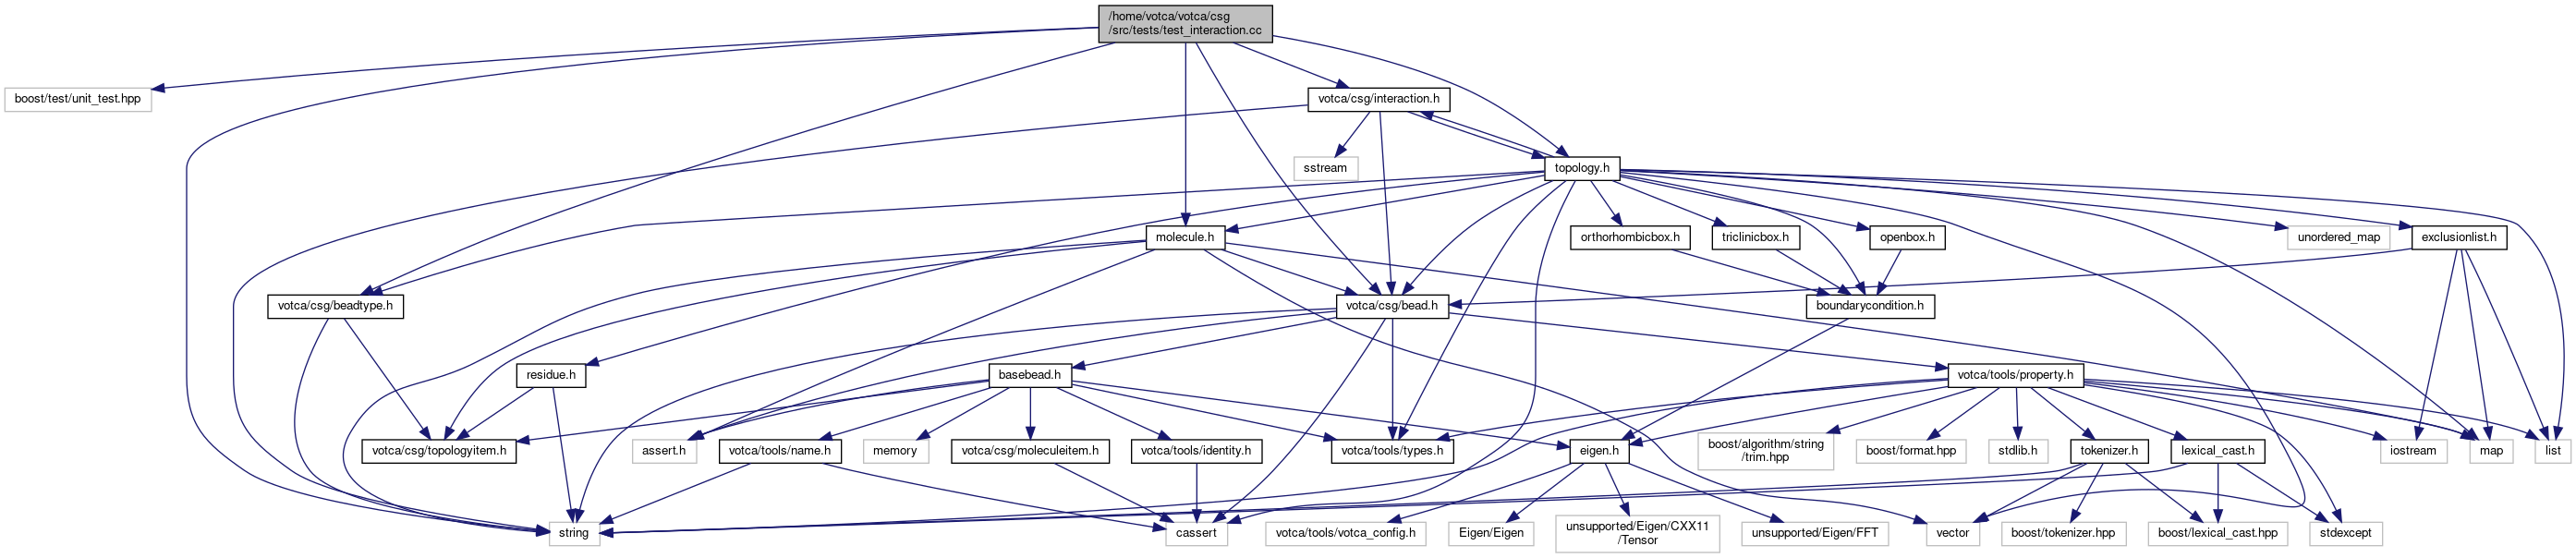 /home/votca/votca/csg
/src/tests/test_interaction.cc
boost/test/unit_test.hpp
votca/csg/interaction.h
sstream
topology.h
molecule.h
orthorhombicbox.h
triclinicbox.h
openbox.h
unordered_map
exclusionlist.h
votca/csg/beadtype.h
votca/csg/bead.h
boundarycondition.h
residue.h
basebead.h
votca/tools/property.h
votca/csg/topologyitem.h
assert.h
votca/tools/name.h
memory
votca/csg/moleculeitem.h
votca/tools/identity.h
votca/tools/types.h
eigen.h
boost/algorithm/string
/trim.hpp
boost/format.hpp
stdlib.h
tokenizer.h
lexical_cast.h
iostream
map
list
string
cassert
votca/tools/votca_config.h
Eigen/Eigen
unsupported/Eigen/CXX11
/Tensor
unsupported/Eigen/FFT
vector
boost/tokenizer.hpp
boost/lexical_cast.hpp
stdexcept